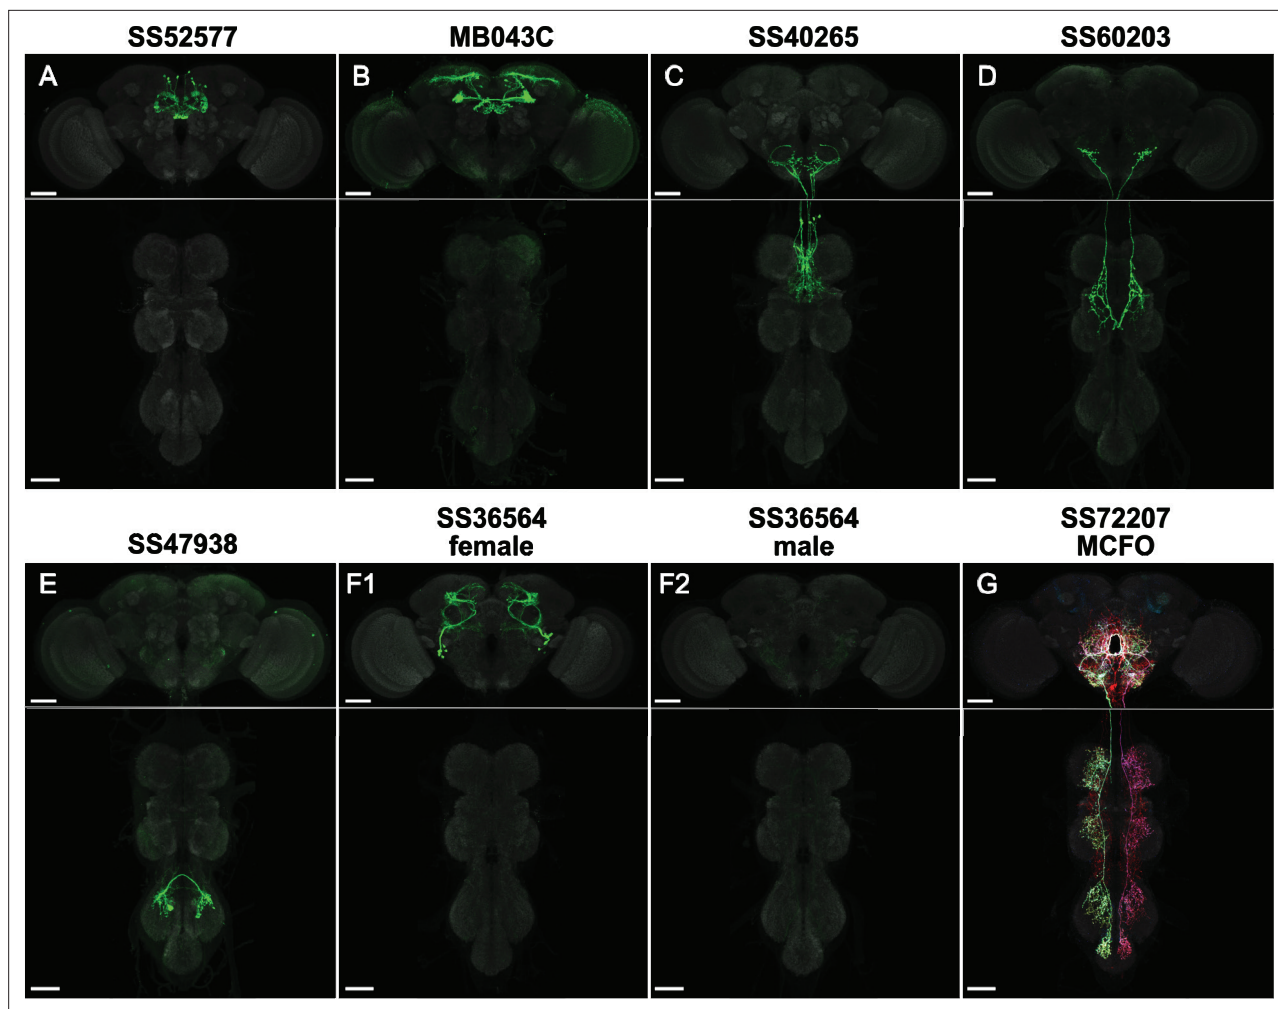 SS52577
MB043C
SS40265
SS60203
A
B
C
D
SS47938
SS36564
female
SS36564
male
SS72207
MCFO
E
F1
F2
G